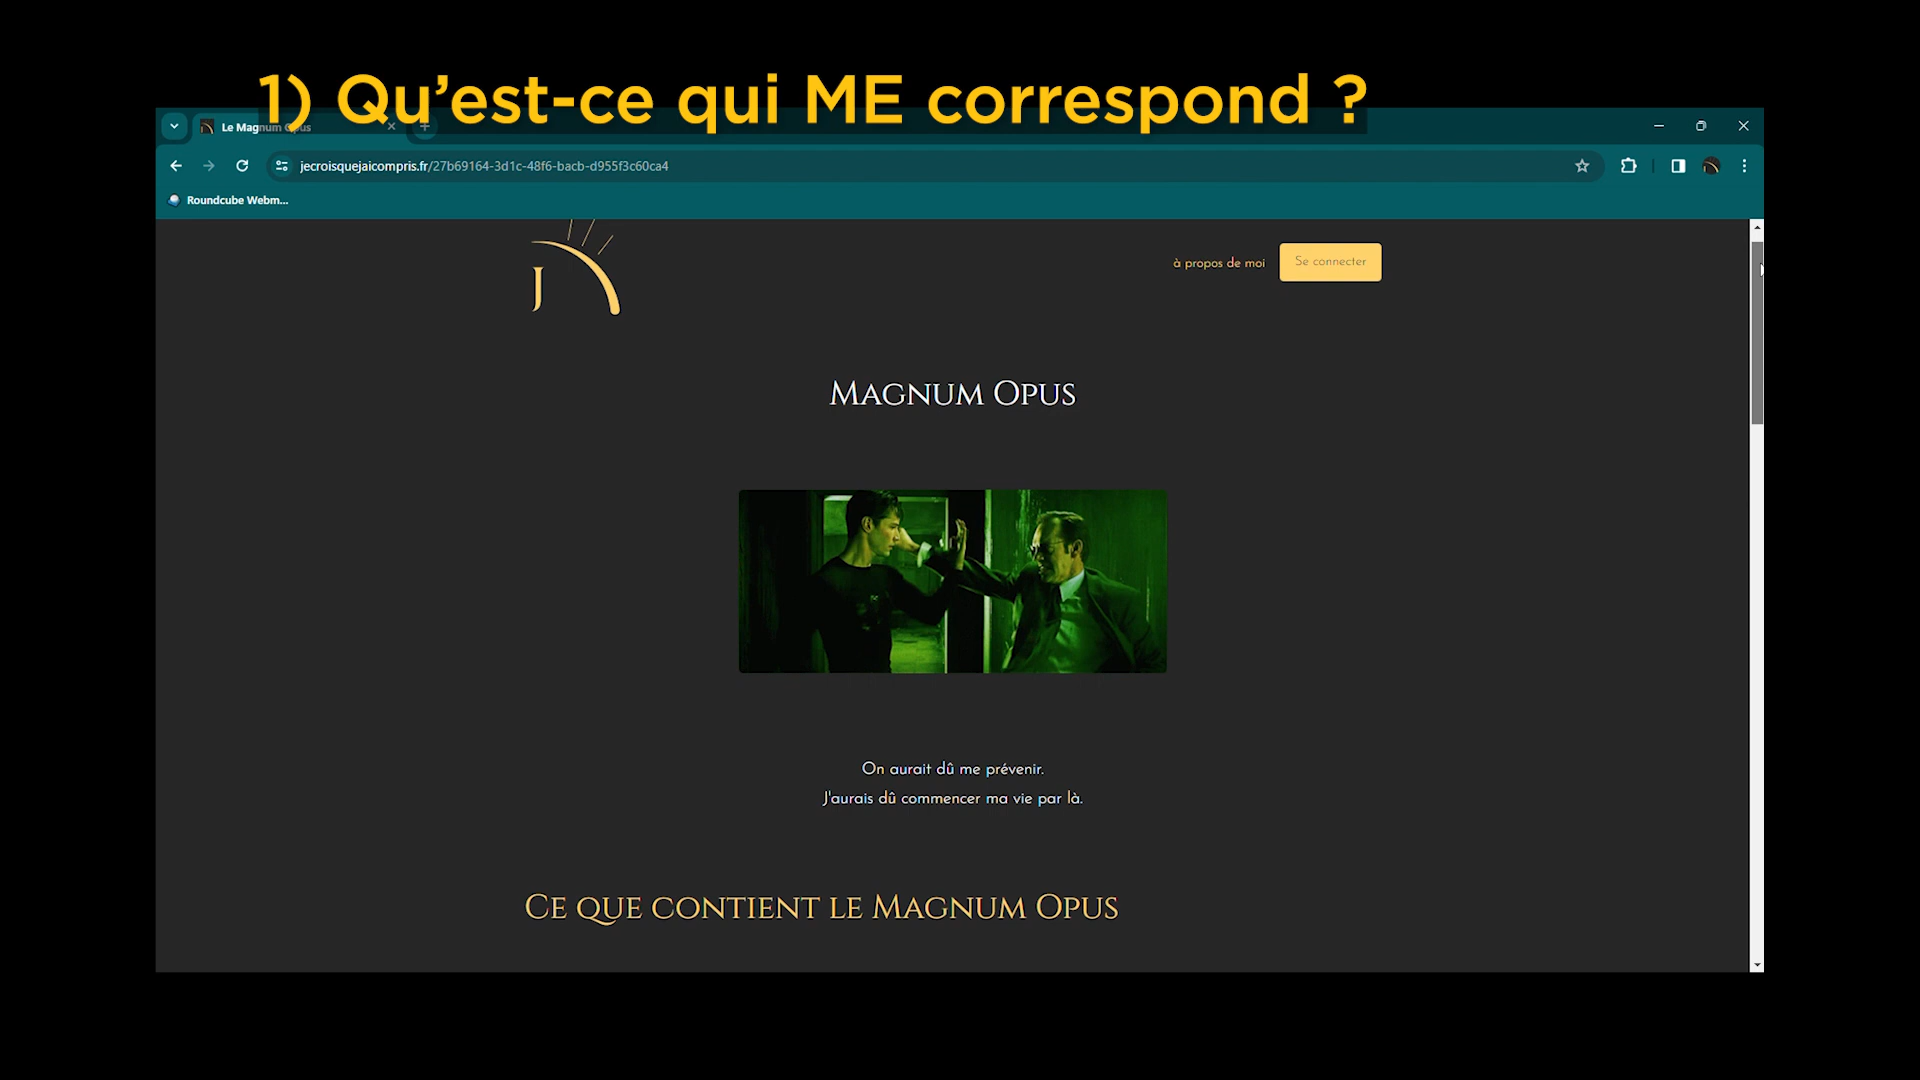 1) Qu’est-ce qui ME correspond ?
Le Magnum Opus
jecroisquejaicompris.fr/27b69164-3d1c-48f6-bacb-d955f3c60ca4
Roundcube Webm...
J
à propos de moi
Se connecter
Magnum Opus
On aurait dû me prévenir.
J'aurais dû commencer ma vie par là.
Ce que contient le Magnum Opus